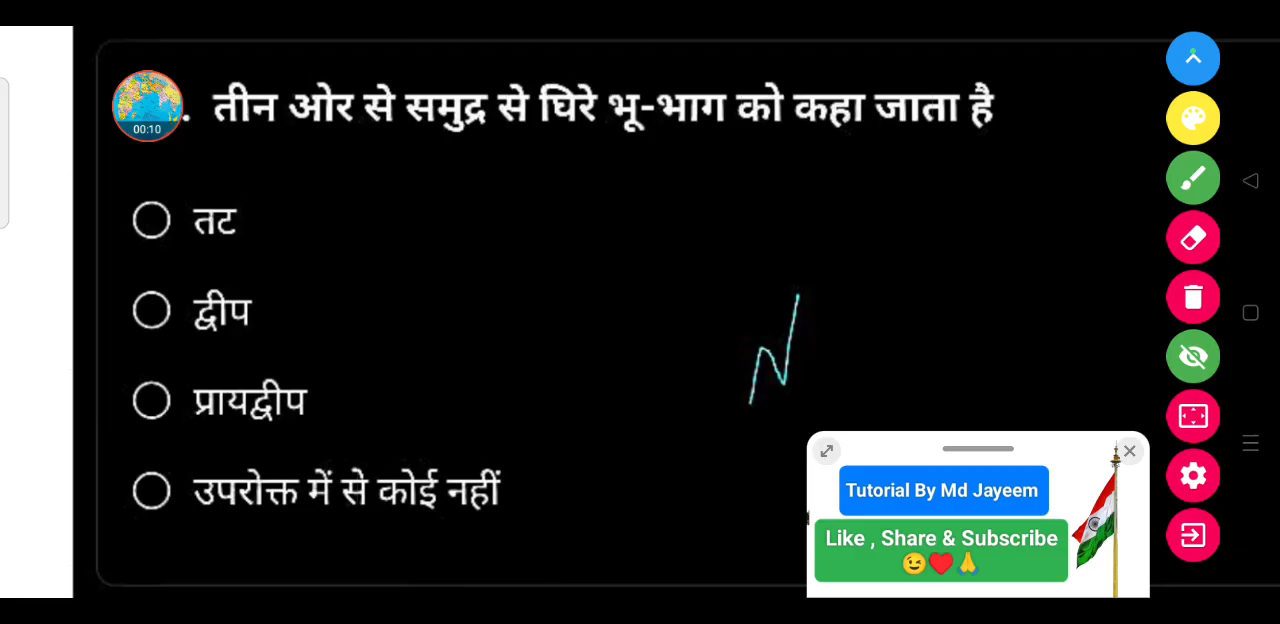 . तीन ओर से समुद्र से घिरे भू-भाग को कहा जाता है
00:10
तट
द्वीप
प्रायद्वीप
उपरोक्त में से कोई नहीं
Tutorial By Md Jayeem
Like , Share & Subscribe
😉❤️🙏